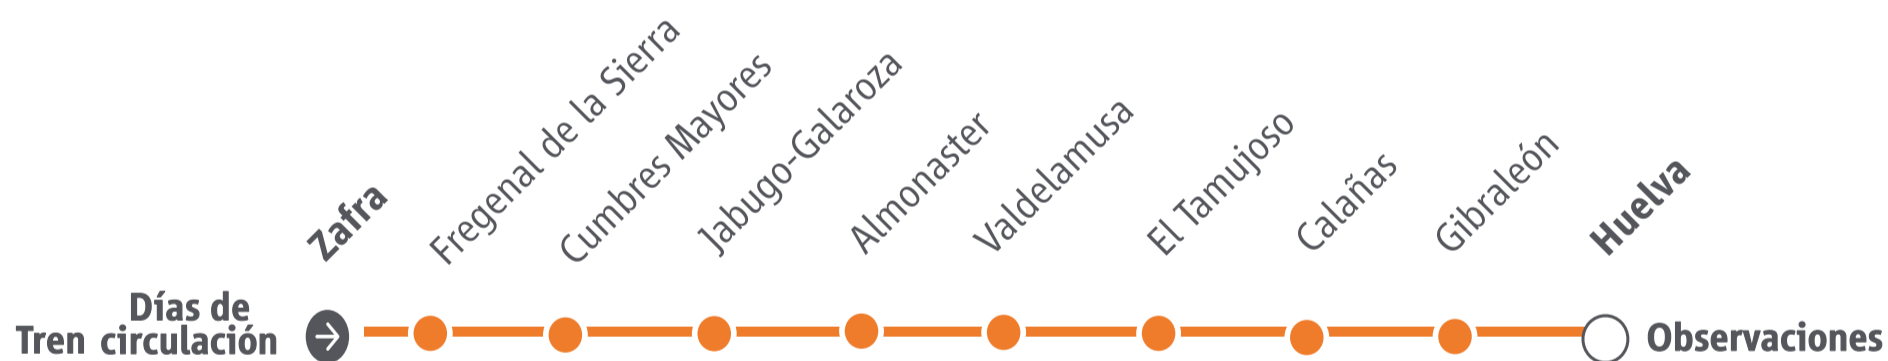 Zafra
Fregenal de la Sierra
Cumbres Mayores
Jabugo-Galaroza
Almonaster
Valdelamusa
El Tamujoso
Calañas
Gibraleón
Huelva
Tren
Días de
circulación
Observaciones